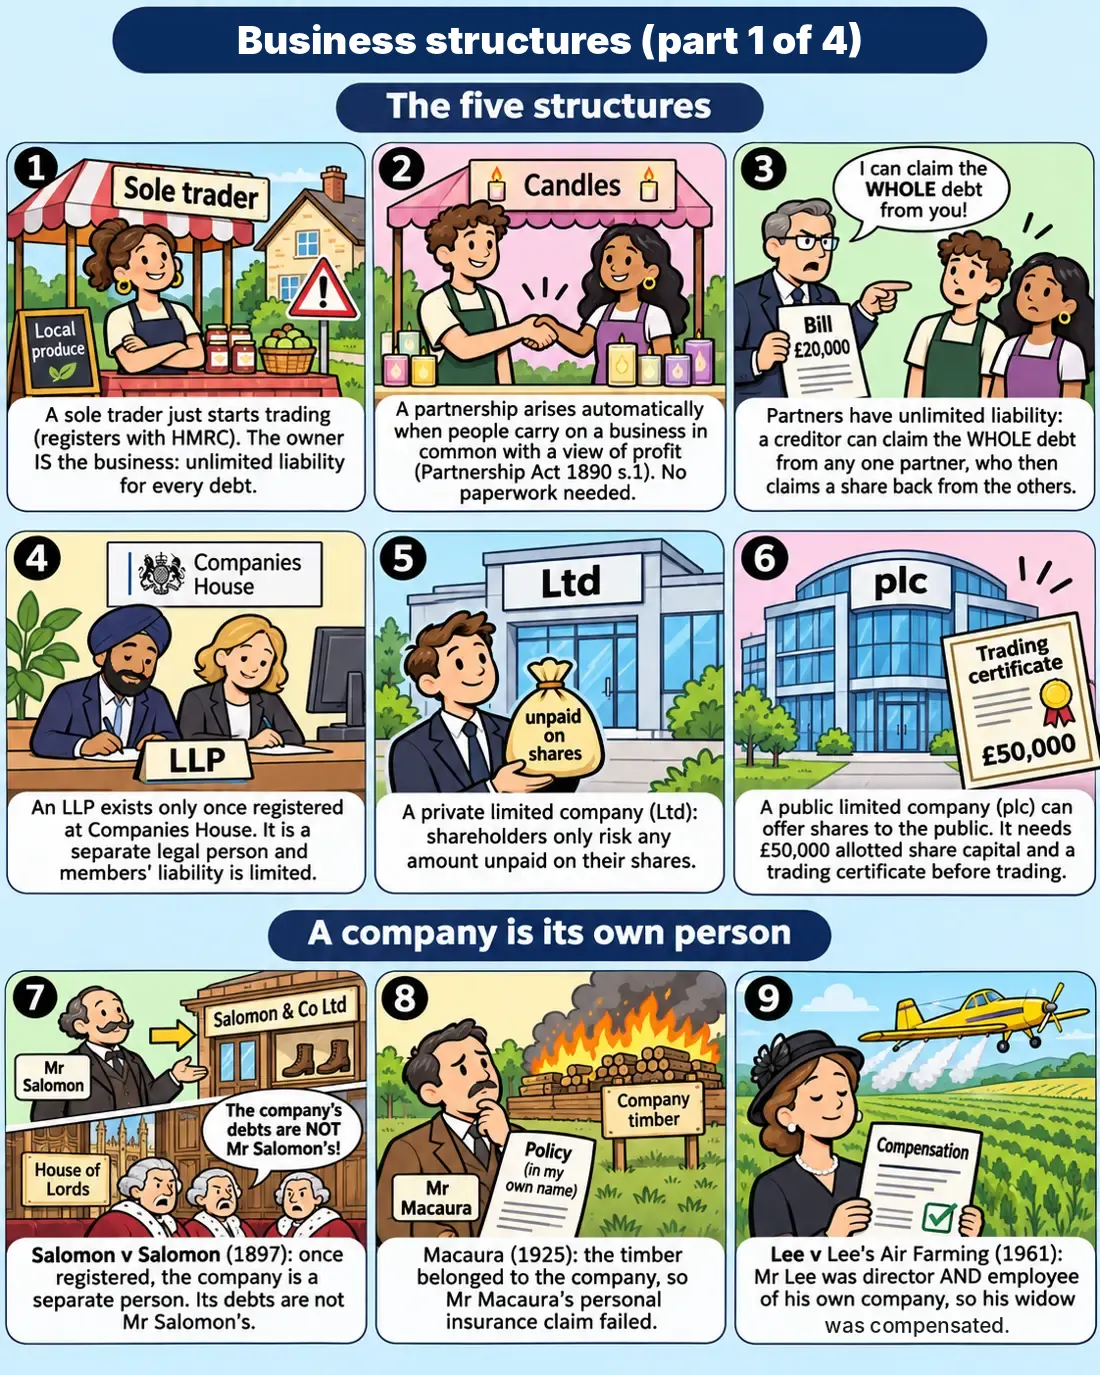 Business structures (part 1 of 4)
The five structures
1
Sole trader
Local
produce
A sole trader just starts trading
(registers with HMRC). The owner
IS the business: unlimited liability
for every debt.
2
Candles
A partnership arises automatically
when people carry on a business in
common with a view of profit
(Partnership Act 1890 s.1). No
paperwork needed.
3
I can claim the
WHOLE debt
from you!
Bill
£20,000
Partners have unlimited liability:
a creditor can claim the WHOLE debt
from any one partner, who then
claims a share back from the others.
4
Companies
House
LLP
An LLP exists only once registered
at Companies House. It is a
separate legal person and
members' liability is limited.
5
Ltd
unpaid
on
shares
A private limited company (Ltd):
shareholders only risk any
amount unpaid on their shares.
6
plc
Trading
certificate
£50,000
A public limited company (plc) can
offer shares to the public. It needs
£50,000 allotted share capital and a
trading certificate before trading.
A company is its own person
7
Salomon & Co Ltd
Mr
Salomon
The company's
debts are NOT
Mr Salomon's!
House of
Lords
Salomon v Salomon (1897): once
registered, the company is a
separate person. Its debts are not
Mr Salomon's.
8
Company
timber
Policy
(in my
own name)
Mr
Macaura
Macaura (1925): the timber
belonged to the company, so
Mr Macaura's personal
insurance claim failed.
9
Compensation
Lee v Lee's Air Farming (1961):
Mr Lee was director AND employee
of his own company, so his widow
was compensated.